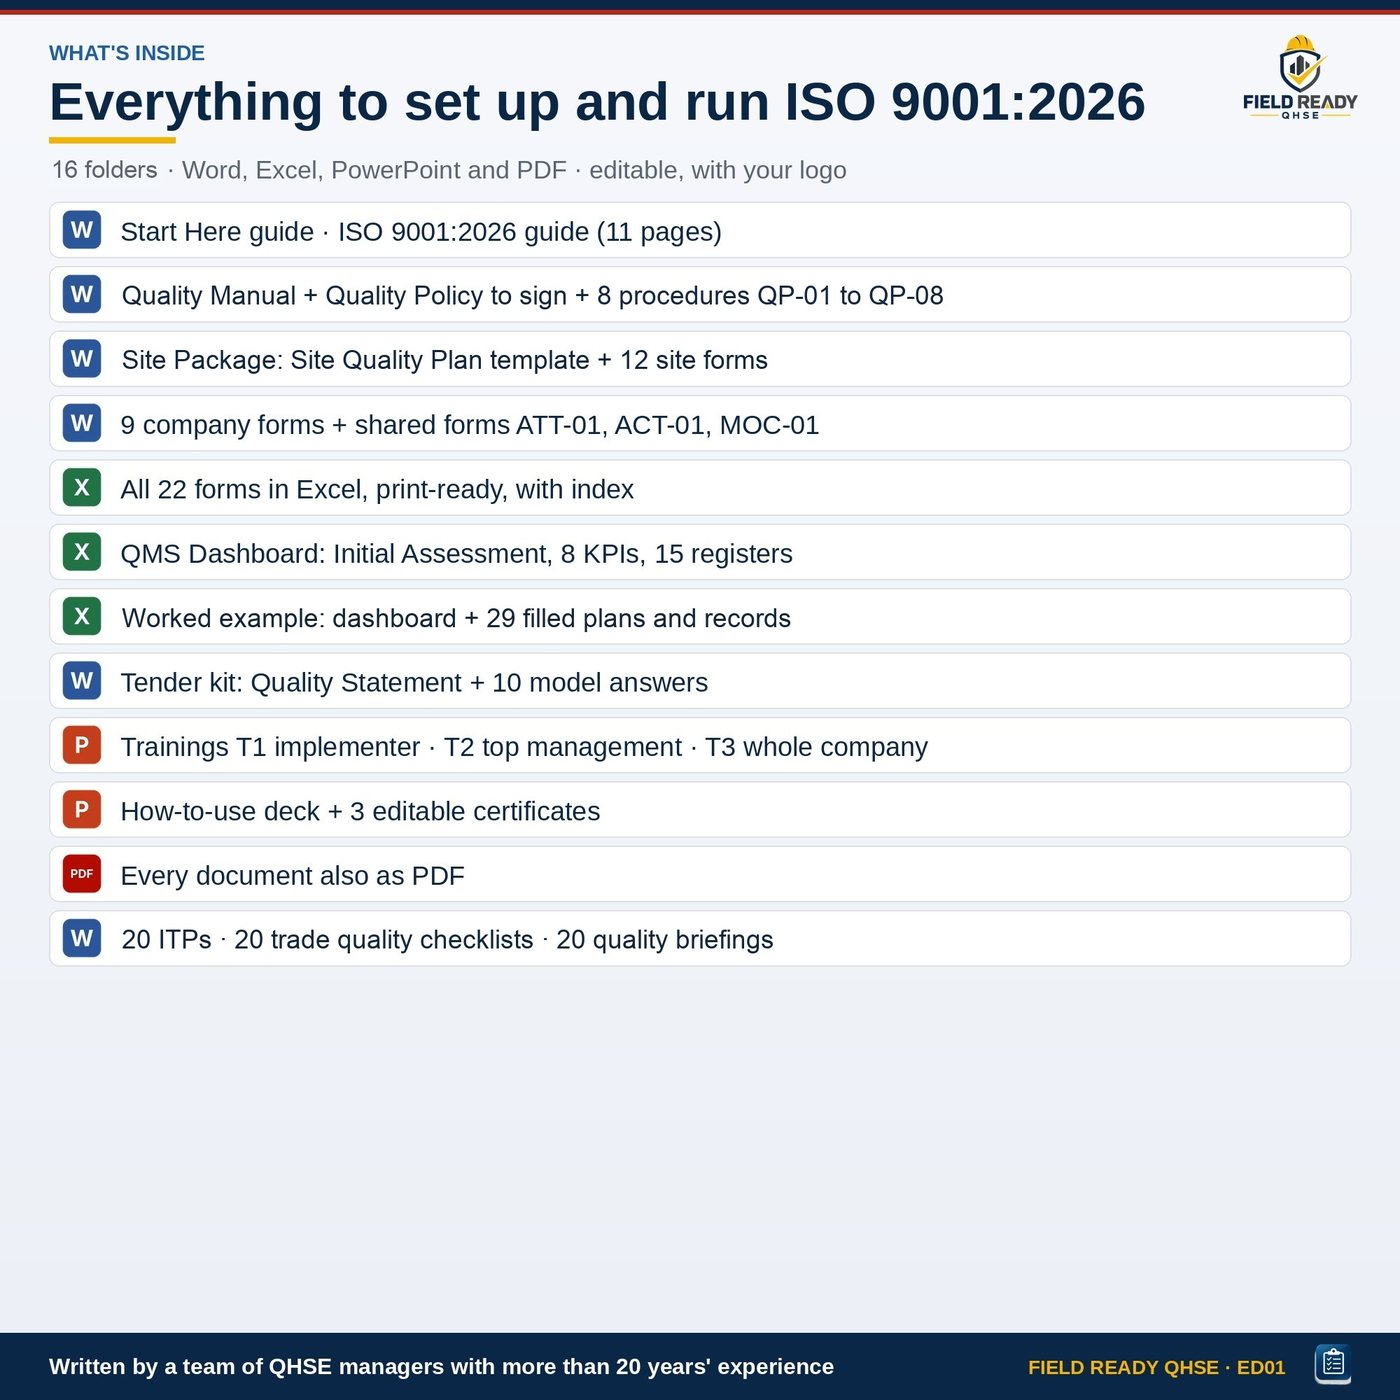 WHAT'S INSIDE
Everything to set up and run ISO 9001:2026
FIELD READY
QHSE
16 folders · Word, Excel, PowerPoint and PDF · editable, with your logo
W Start Here guide · ISO 9001:2026 guide (11 pages)
W Quality Manual + Quality Policy to sign + 8 procedures QP-01 to QP-08
W Site Package: Site Quality Plan template + 12 site forms
W 9 company forms + shared forms ATT-01, ACT-01, MOC-01
X All 22 forms in Excel, print-ready, with index
X QMS Dashboard: Initial Assessment, 8 KPIs, 15 registers
X Worked example: dashboard + 29 filled plans and records
W Tender kit: Quality Statement + 10 model answers
P Trainings T1 implementer · T2 top management · T3 whole company
P How-to-use deck + 3 editable certificates
PDF Every document also as PDF
W 20 ITPs · 20 trade quality checklists · 20 quality briefings
Written by a team of QHSE managers with more than 20 years' experience
FIELD READY QHSE · ED01